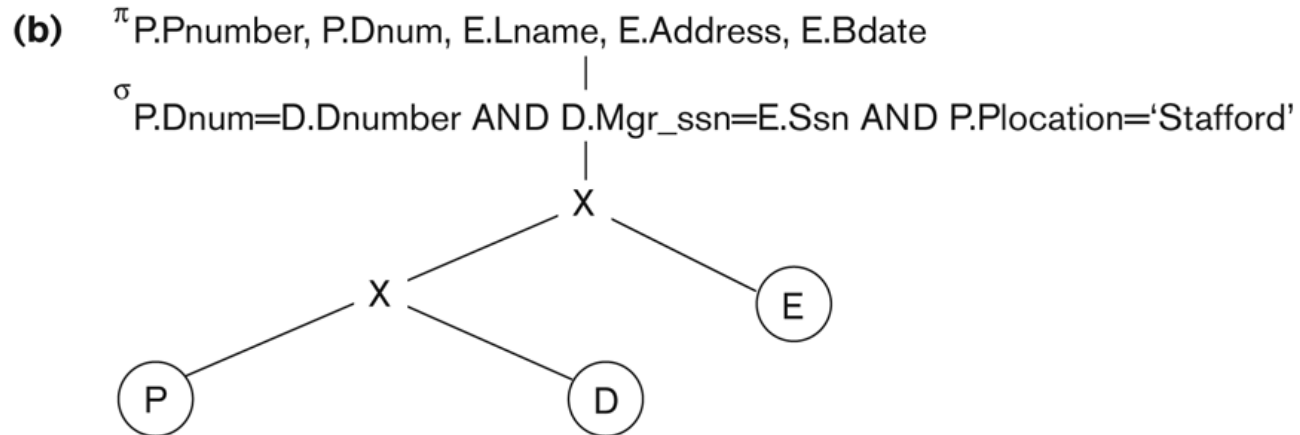 (b) π P.Pnumber, P.Dnum, E.Lname, E.Address, E.Bdate
σ P.Dnum=D.Dnumber AND D.Mgr_ssn=E.Ssn AND P.Plocation=‘Stafford’
X
X
E
P
D